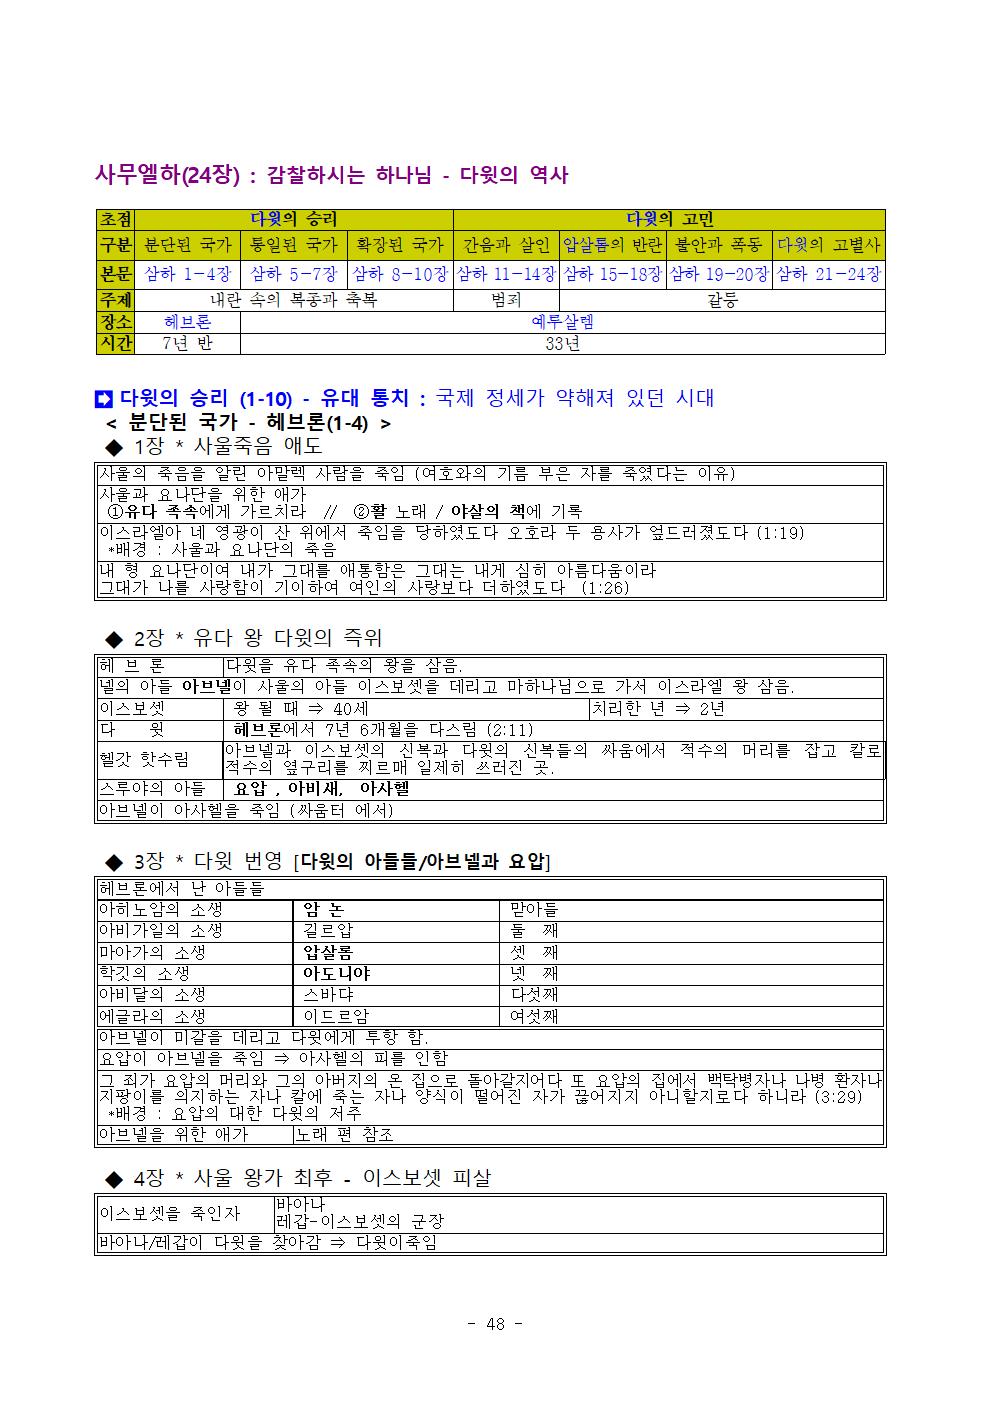 사무엘하(24장) : 감찰하시는 하나님 - 다윗의 역사
초점 다윗의 승리 다윗의 고민
구분 분단된 국가 통일된 국가 확장된 국가 간음과 살인 압살롬의 반란 불안과 폭동 다윗의 고별사
본문 삼하 1-4장 삼하 5-7장 삼하 8-10장 삼하 11-14장 삼하 15-18장 삼하 19-20장 삼하 21-24장
주제 내란 속의 복종과 축복 범죄 갈등
장소 헤브론 예루살렘
시간 7년 반 33년
➡ 다윗의 승리 (1-10) - 유대 통치 : 국제 정세가 약해져 있던 시대
< 분단된 국가 - 헤브론(1-4) >
◆ 1장 * 사울죽음 애도
사울의 죽음을 알린 아말렉 사람을 죽임 (여호와의 기름 부은 자를 죽였다는 이유)
사울과 요나단을 위한 애가
①유다 족속에게 가르치라 // ②활 노래 / 야살의 책에 기록
이스라엘아 네 영광이 산 위에서 죽임을 당하였도다 오호라 두 용사가 엎드러졌도다 (1:19)
*배경 : 사울과 요나단의 죽음
내 형 요나단이여 내가 그대를 애통함은 그대는 내게 심히 아름다움이라
그대가 나를 사랑함이 기이하여 여인의 사랑보다 더하였도다 (1:26)
◆ 2장 * 유다 왕 다윗의 즉위
헤 브 론 다윗을 유다 족속의 왕을 삼음.
넬의 아들 아브넬이 사울의 아들 이스보셋을 데리고 마하나님으로 가서 이스라엘 왕 삼음.
이스보셋 왕 될 때 ⇒ 40세 치리한 년 ⇒ 2년
다 윗 헤브론에서 7년 6개월을 다스림 (2:11)
헬갓 핫수림 아브넬과 이스보셋의 신복과 다윗의 신복들의 싸움에서 적수의 머리를 잡고 칼로
적수의 옆구리를 찌르매 일제히 쓰러진 곳.
스루야의 아들 요압 , 아비새, 아사헬
아브넬이 아사헬을 죽임 (싸움터 에서)
◆ 3장 * 다윗 번영 [다윗의 아들들/아브넬과 요압]
헤브론에서 난 아들들
아히노암의 소생 암 논 맏아들
아비가일의 소생 길르압 둘 째
마아가의 소생 압살롬 셋 째
학깃의 소생 아도니야 넷 째
아비달의 소생 스바댜 다섯째
에글라의 소생 이드르암 여섯째
아브넬이 미갈을 데리고 다윗에게 투항 함.
요압이 아브넬을 죽임 ⇒ 아사헬의 피를 인함
그 죄가 요압의 머리와 그의 아버지의 온 집으로 돌아갈지어다 또 요압의 집에서 백탁병자나 나병 환자나
지팡이를 의지하는 자나 칼에 죽는 자나 양식이 떨어진 자가 끊어지지 아니할지로다 하니라 (3:29)
*배경 : 요압의 대한 다윗의 저주
아브넬을 위한 애가 노래 편 참조
◆ 4장 * 사울 왕가 최후 - 이스보셋 피살
이스보셋을 죽인자 바아나
레갑-이스보셋의 군장
바아나/레갑이 다윗을 찾아감 ⇒ 다윗이죽임
- 48 -